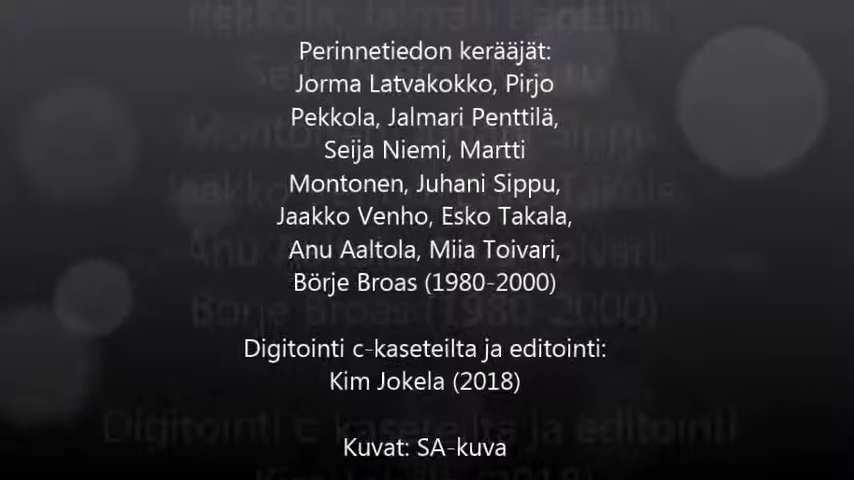 Perinnetiedon kerääjät:
Jorma Latvakokko, Pirjo
Pekkola, Jalmari Penttilä,
Seija Niemi, Martti
Montonen, Juhani Sippu,
Jaakko Venho, Esko Takala,
Anu Aaltola, Miia Toivari,
Börje Broas (1980-2000)
Digitointi c-kaseteilta ja editointi:
Kim Jokela (2018)
Kuvat: SA-kuva